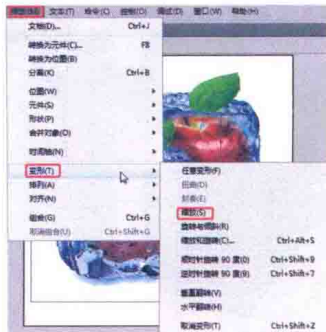 修改(M) 文本(T) 命令(C) 控制(O) 调试(D) 窗口(W) 帮助(H)
文档(D)... Ctrl+J
转换为元件(C)... F8
转换为位图(B)
分离(K) Ctrl+B
位图(W)
元件(S)
形状(P)
合并对象(O)
时间轴(N)
变形(T)
排列(A)
对齐(N)
组合(G) Ctrl+G
取消组合(U) Ctrl+Shift+G
任意变形(F)
扭曲(D)
封套(E)
缩放(S)
旋转与倾斜(R)
缩放和旋转(C)... Ctrl+Alt+S
顺时针旋转 90 度(0) Ctrl+Shift+9
逆时针旋转 90 度(9) Ctrl+Shift+7
垂直翻转(V)
水平翻转(H)
取消变形(T) Ctrl+Shift+Z